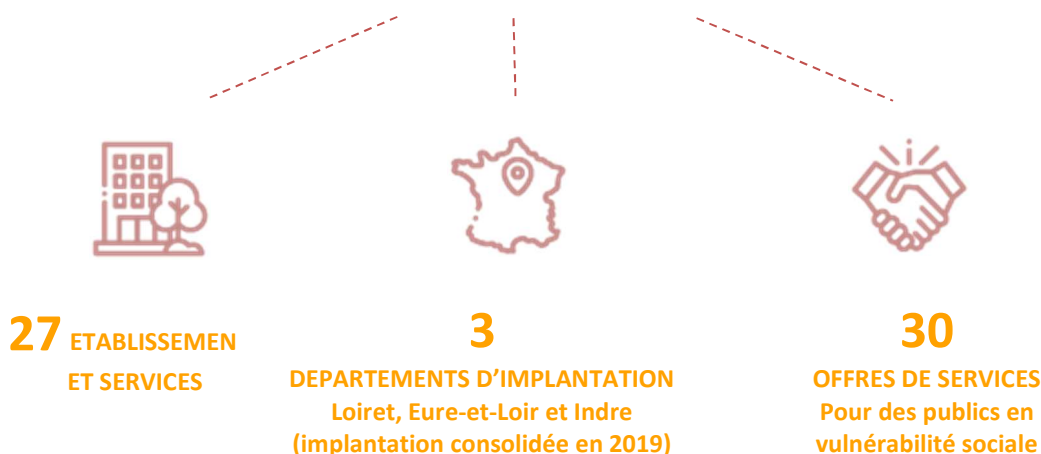 27 ETABLISSEMEN
ET SERVICES
3
DEPARTEMENTS D'IMPLANTATION
Loiret, Eure-et-Loir et Indre
(implantation consolidée en 2019)
30
OFFRES DE SERVICES
Pour des publics en
vulnérabilité sociale